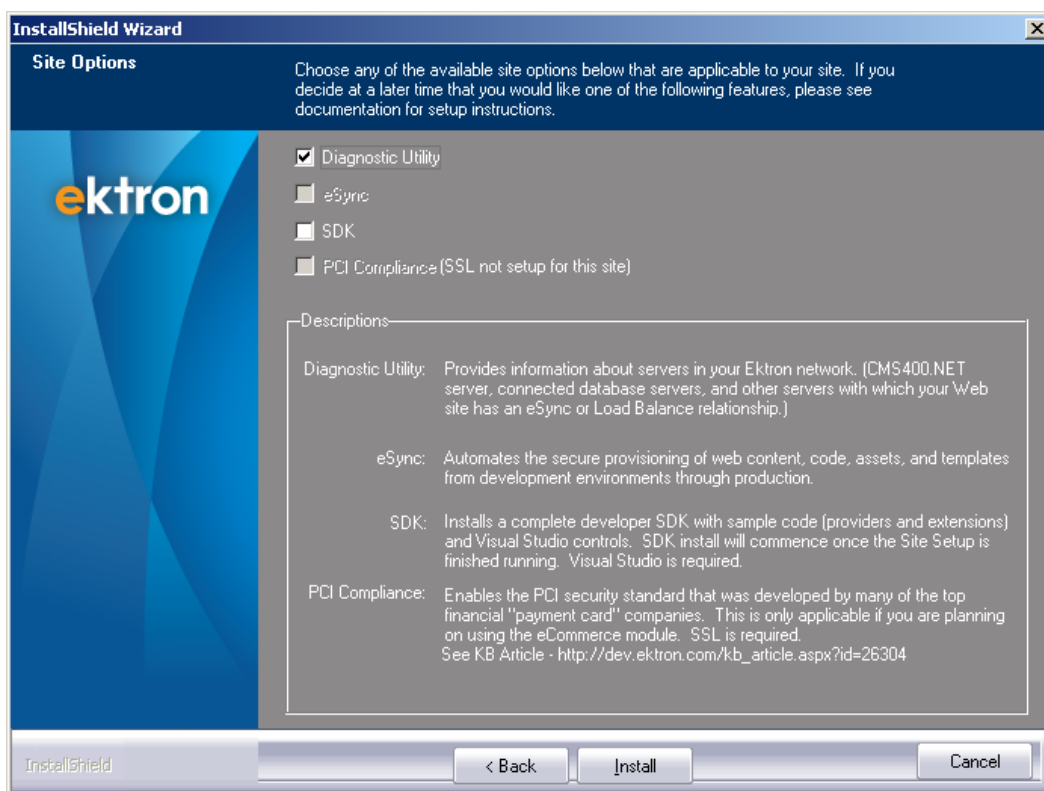 InstallShield Wizard
Site Options
Choose any of the available site options below that are applicable to your site.  If you
decide at a later time that you would like one of the following features, please see
documentation for setup instructions.
ektron
Diagnostic Utility
eSync
SDK
PCI Compliance (SSL not setup for this site)
Descriptions
Diagnostic Utility: Provides information about servers in your Ektron network. (CMS400.NET
server, connected database servers, and other servers with which your Web
site has an eSync or Load Balance relationship.)
eSync: Automates the secure provisioning of web content, code, assets, and templates
from development environments through production.
SDK: Installs a complete developer SDK with sample code (providers and extensions)
and Visual Studio controls.  SDK install will commence once the Site Setup is
finished running.  Visual Studio is required.
PCI Compliance: Enables the PCI security standard that was developed by many of the top
financial "payment card" companies.  This is only applicable if you are planning
on using the eCommerce module.  SSL is required.
See KB Article - http://dev.ektron.com/kb_article.aspx?id=26304
InstallShield
< Back
Install
Cancel